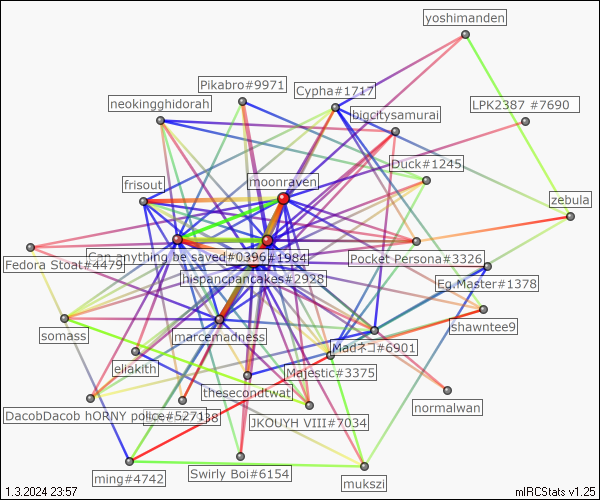 yoshimanden
Pikabro#9971
Cypha#1717
neokingghidorah
LPK2387 #7690
bigcitysamurai
Duck#1245
frisout
moonraven
zebula
Can anything be saved#0396
#1984
Pocket Persona#3326
Fedora Stoat#4479
hispancpancakes#2928
Eg.Master#1378
shawntee9
somass
marcemadness
Madネコ#6901
eliakith
Majestic#3375
thesecondtwat
normalwan
DacobDacob hORNY police#5271
38
JKOUYH VIII#7034
ming#4742
Swirly Boi#6154
mukszi
1.3.2024 23:57
mIRCStats v1.25